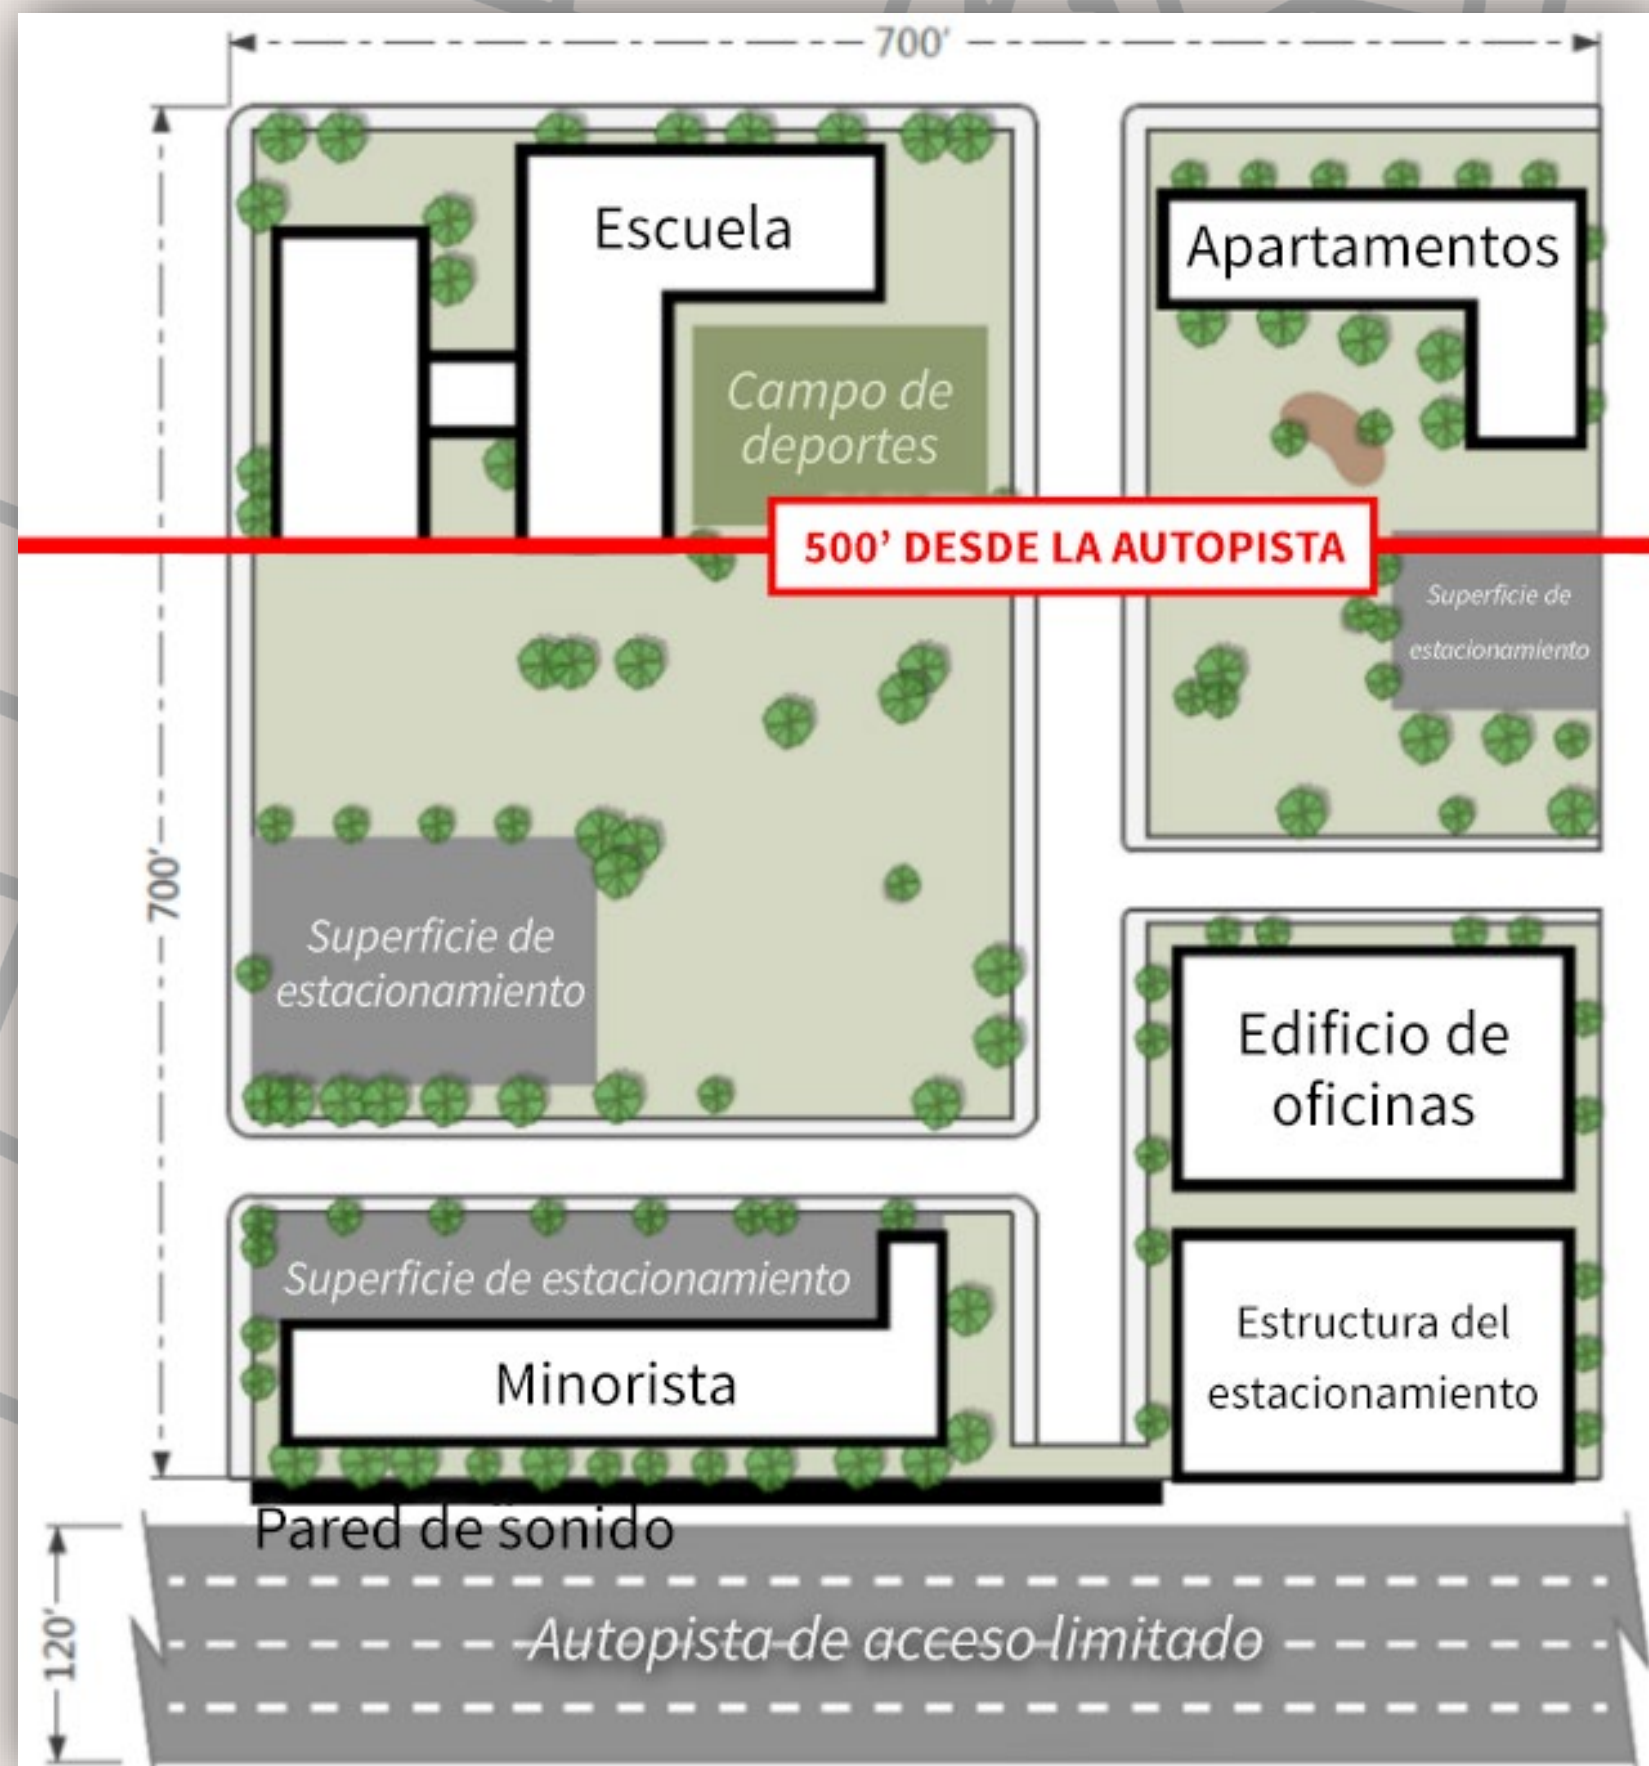 700’
Escuela
Apartamentos
Campo de
deportes
500’ DESDE LA AUTOPISTA
Superficie de
estacionamiento
700’
Superficie de
estacionamiento
Edificio de
oficinas
Superficie de estacionamiento
Minorista
Estructura del
estacionamiento
Pared de sonido
120’
Autopista de acceso limitado